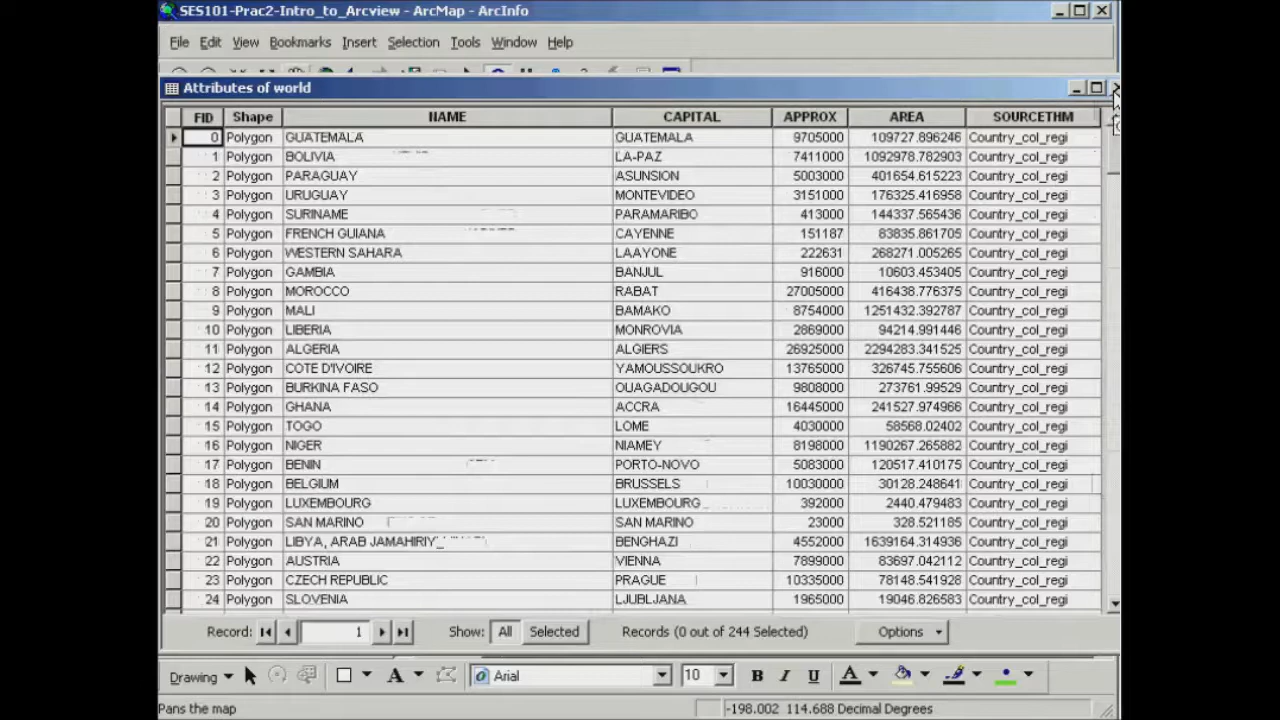 SES101-Prac2-Intro_to_Arcview - ArcMap - ArcInfo
File Edit View Bookmarks Insert Selection Tools Window Help
Attributes of world
FID Shape NAME CAPITAL APPROX AREA SOURCETHM
0 Polygon GUATEMALA GUATEMALA 9705000 109727.896246 Country_col_regi
1 Polygon BOLIVIA LA-PAZ 7411000 1092978.782903 Country_col_regi
2 Polygon PARAGUAY ASUNSION 5003000 401654.615223 Country_col_regi
3 Polygon URUGUAY MONTEVIDEO 3151000 176325.416958 Country_col_regi
4 Polygon SURINAME PARAMARIBO 413000 144337.565436 Country_col_regi
5 Polygon FRENCH GUIANA CAYENNE 151187 83835.861705 Country_col_regi
6 Polygon WESTERN SAHARA LAAYONE 222631 268271.005265 Country_col_regi
7 Polygon GAMBIA BANJUL 916000 10603.453405 Country_col_regi
8 Polygon MOROCCO RABAT 27005000 416438.776375 Country_col_regi
9 Polygon MALI BAMAKO 8754000 1251432.392787 Country_col_regi
10 Polygon LIBERIA MONROVIA 2869000 94214.991446 Country_col_regi
11 Polygon ALGERIA ALGIERS 26925000 2294283.341525 Country_col_regi
12 Polygon COTE D'IVOIRE YAMOUSSOUKRO 13765000 326745.755606 Country_col_regi
13 Polygon BURKINA FASO OUAGADOUGOU 9808000 273761.99529 Country_col_regi
14 Polygon GHANA ACCRA 16445000 241527.974966 Country_col_regi
15 Polygon TOGO LOME 4030000 58568.02402 Country_col_regi
16 Polygon NIGER NIAMEY 8198000 1190267.265882 Country_col_regi
17 Polygon BENIN PORTO-NOVO 5083000 120517.410175 Country_col_regi
18 Polygon BELGIUM BRUSSELS 10030000 30128.248641 Country_col_regi
19 Polygon LUXEMBOURG LUXEMBOURG 392000 2440.479483 Country_col_regi
20 Polygon SAN MARINO SAN MARINO 23000 328.521185 Country_col_regi
21 Polygon LIBYA, ARAB JAMAHIRIY BENGHAZI 4552000 1639164.314936 Country_col_regi
22 Polygon AUSTRIA VIENNA 7899000 83697.042112 Country_col_regi
23 Polygon CZECH REPUBLIC PRAGUE 10335000 78148.541928 Country_col_regi
24 Polygon SLOVENIA LJUBLJANA 1965000 19046.826583 Country_col_regi
Record: 1 Show: All Selected Records (0 out of 244 Selected) Options
Drawing A Arial 10 B I U A
Pans the map -198.002 114.688 Decimal Degrees